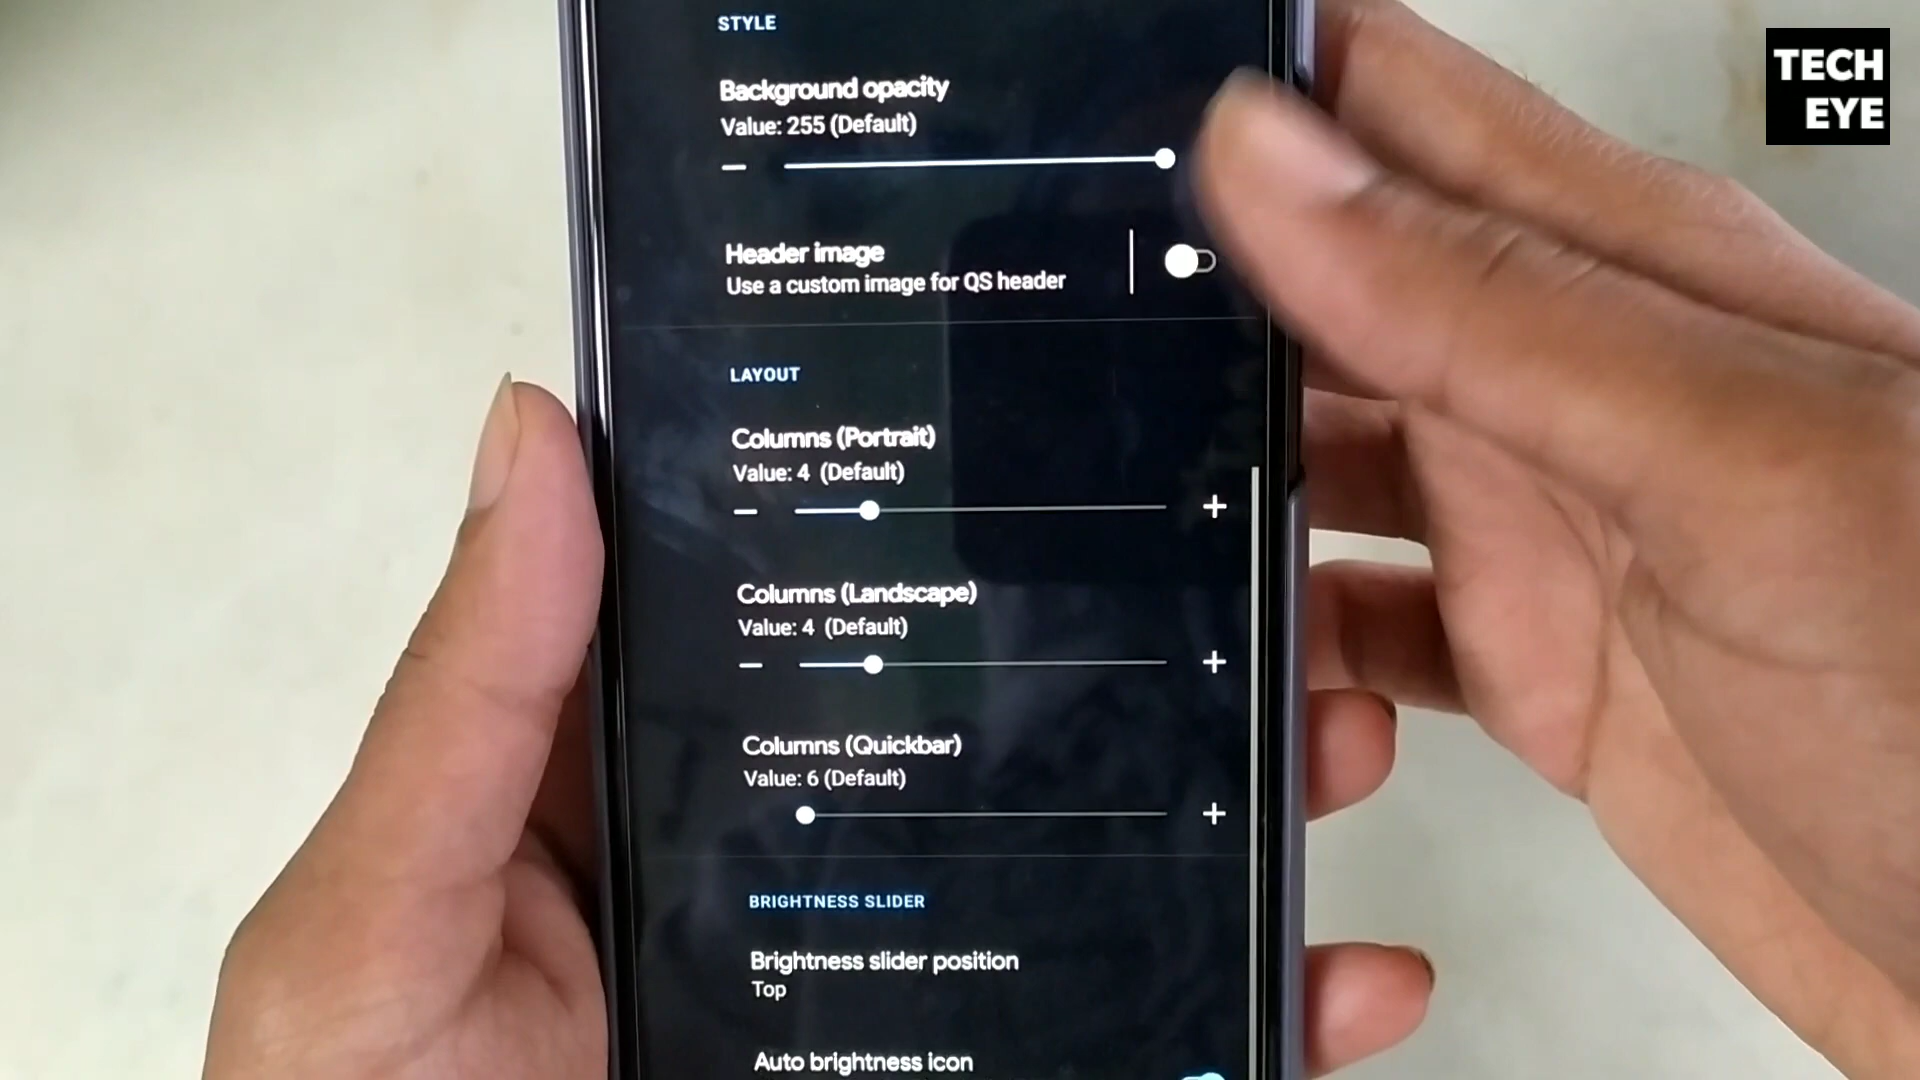 TECH
EYE
STYLE
Background opacity
Value: 255 (Default)
Header image
Use a custom image for QS header
LAYOUT
Columns (Portrait)
Value: 4 (Default)
Columns (Landscape)
Value: 4 (Default)
Columns (Quickbar)
Value: 6 (Default)
BRIGHTNESS SLIDER
Brightness slider position
Top
Auto brightness icon